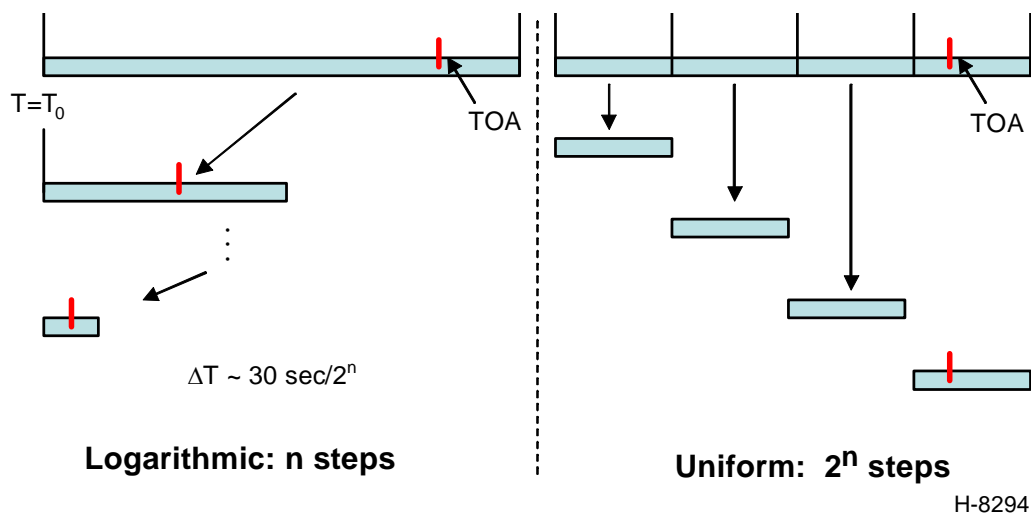 T=T₀
TOA
ΔT ~ 30 sec/2ⁿ
Logarithmic: n steps
TOA
Uniform: 2ⁿ steps
H-8294